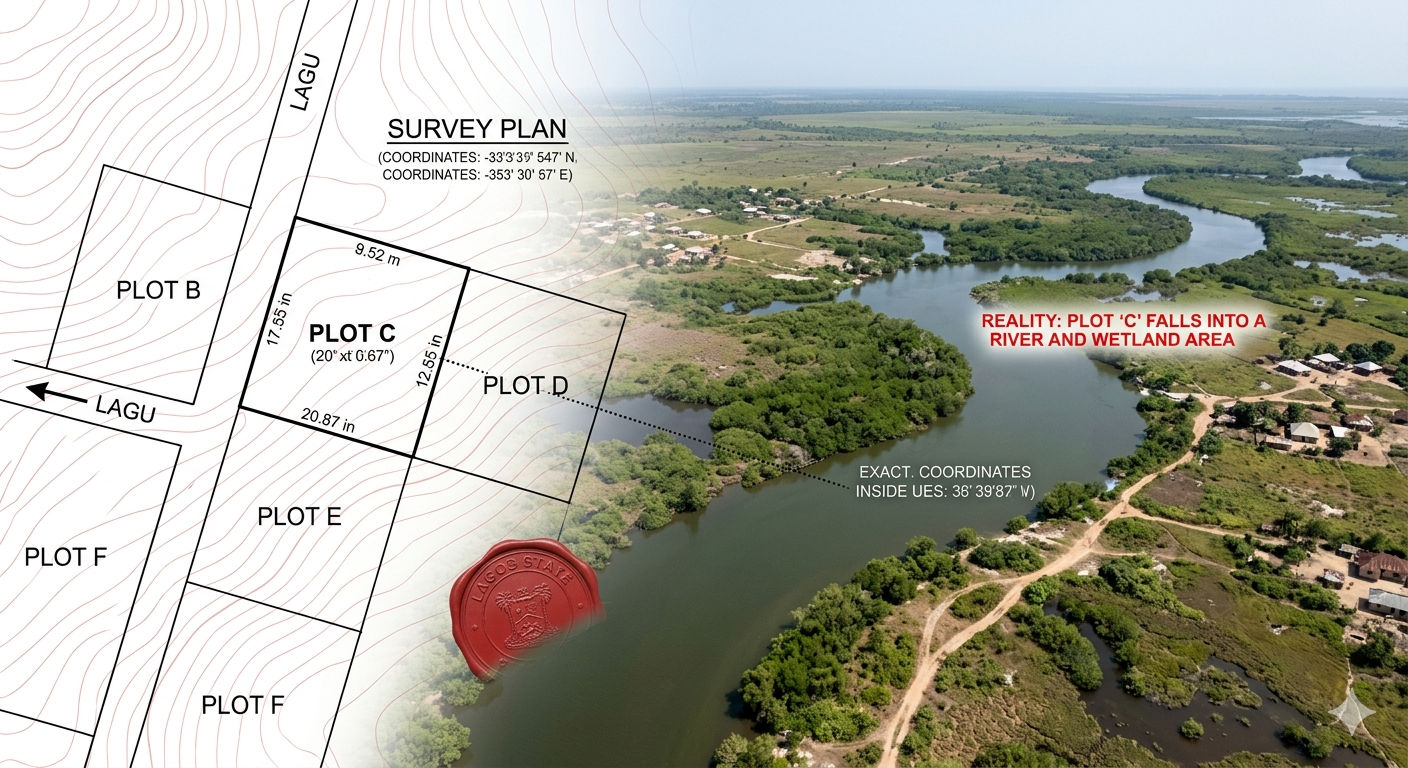 LAGU
SURVEY PLAN
(COORDINATES: -33'3'39" 547' N,
COORDINATES: -353' 30' 67' E)
9.52 m
PLOT B
17.65 in
PLOT C
(20" xt 0.67")
12.65 in
PLOT D
LAGU
20.87 in
PLOT E
PLOT F
PLOT F
LAGOS STATE
REALITY: PLOT ‘C’ FALLS INTO A
RIVER AND WETLAND AREA
EXACT. COORDINATES
INSIDE UES: 36' 39'87" W)